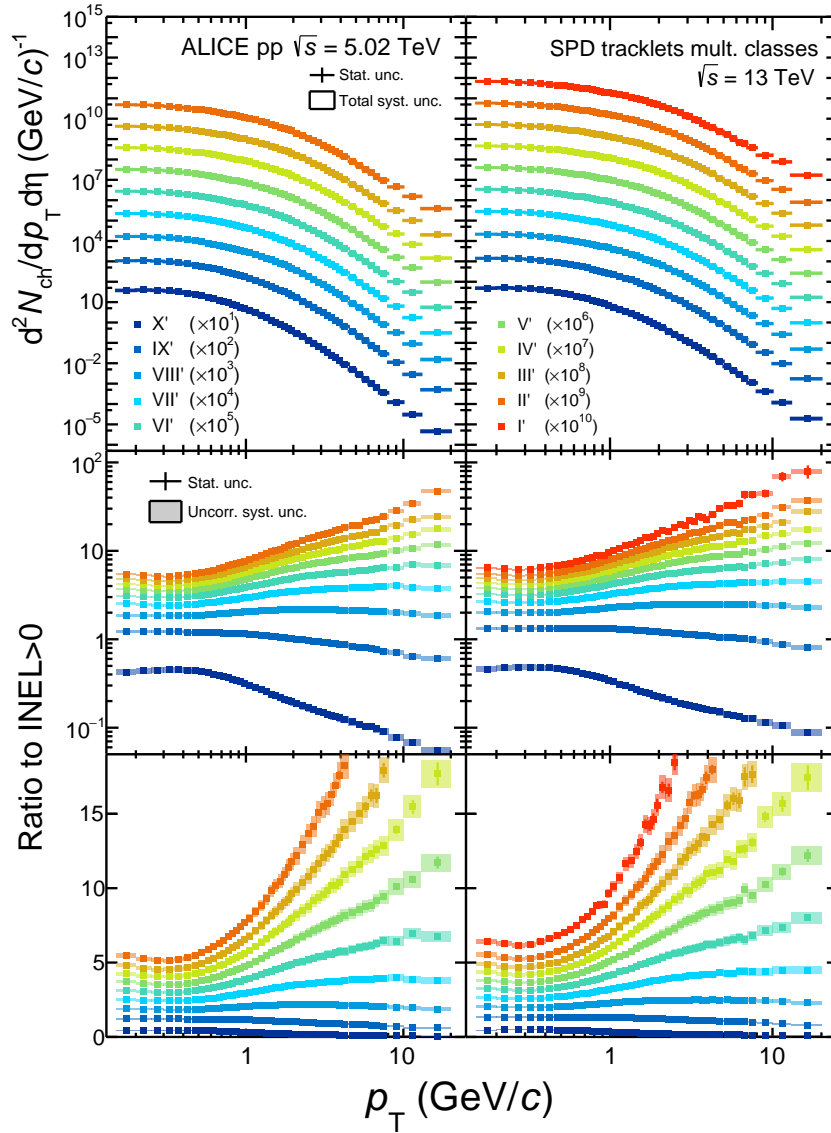 ALICE pp √s = 5.02 TeV
Stat. unc.
Total syst. unc.
SPD tracklets mult. classes
√s = 13 TeV
d²N_ch/dp_T dη (GeV/c)⁻¹
10¹⁵
10¹³
10¹⁰
10⁷
10⁴
10
10⁻²
10⁻⁵
X' (×10¹)
IX' (×10²)
VIII' (×10³)
VII' (×10⁴)
VI' (×10⁵)
V' (×10⁶)
IV' (×10⁷)
III' (×10⁸)
II' (×10⁹)
I' (×10¹⁰)
Ratio to INEL>0
Stat. unc.
Uncorr. syst. unc.
10²
10
1
10⁻¹
15
10
5
0
1
10
1
10
p_T (GeV/c)